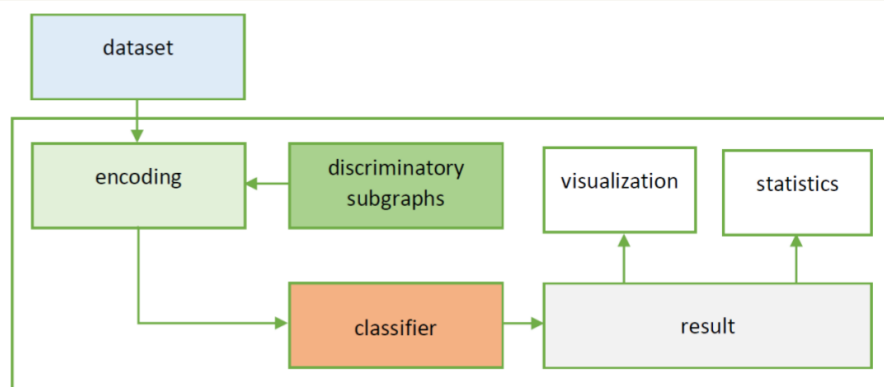 dataset
encoding
discriminatory
subgraphs
visualization
statistics
classifier
result